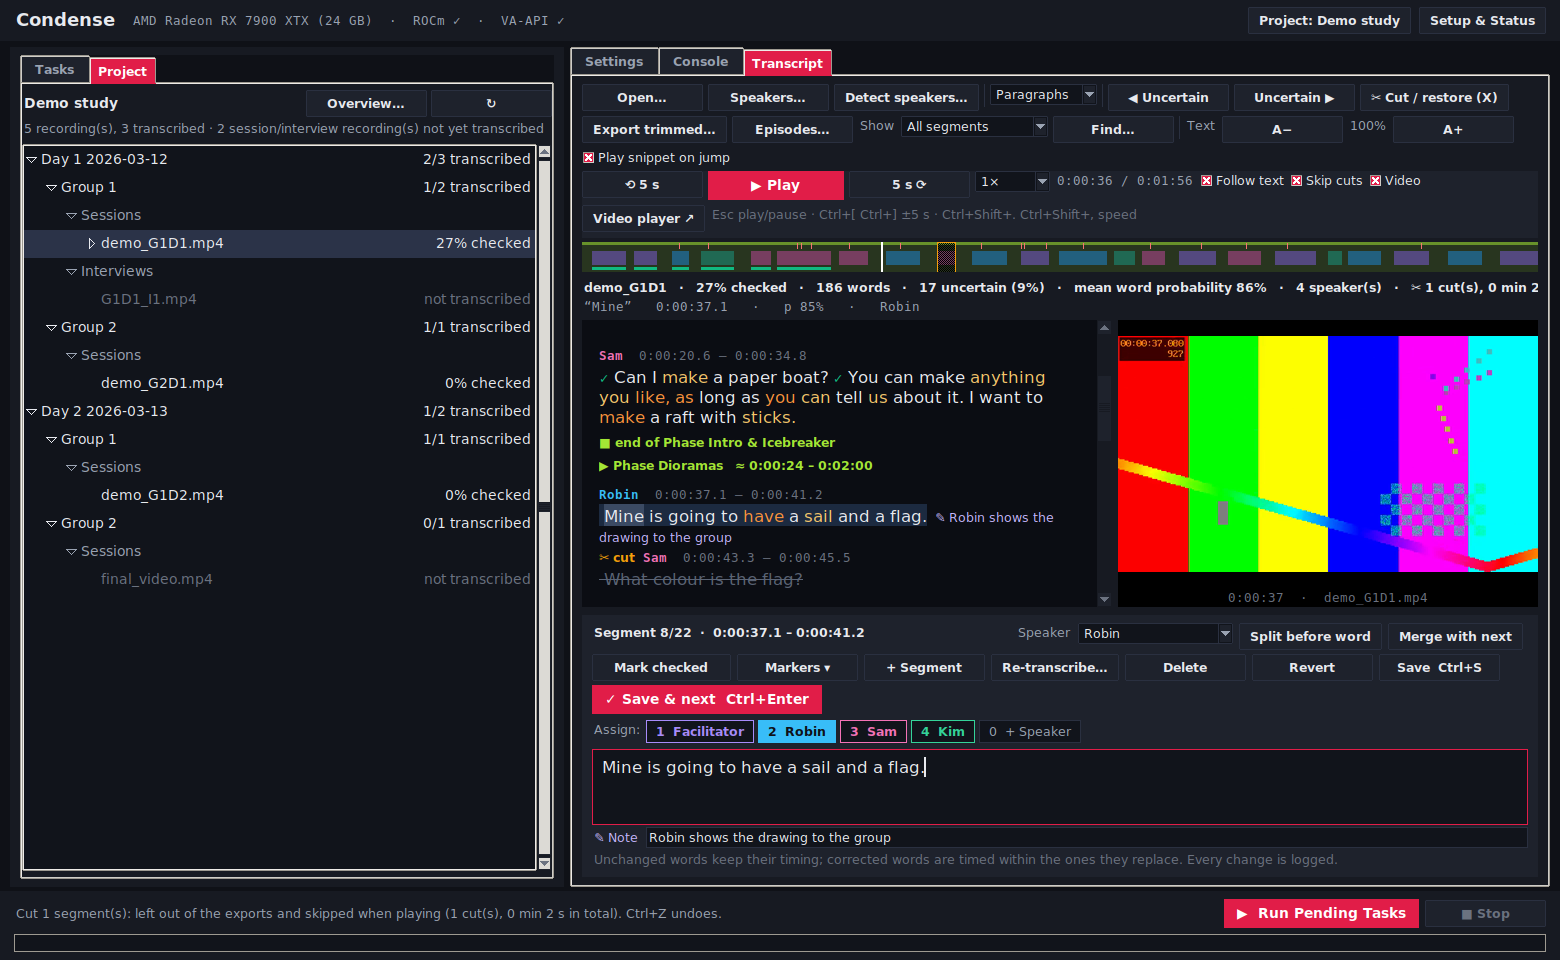 Condense AMD Radeon RX 7900 XTX (24 GB) · ROCm ✓ · VA-API ✓ Project: Demo study Setup & Status
Tasks Project
Demo study Overview... ↻
5 recording(s), 3 transcribed · 2 session/interview recording(s) not yet transcribed
Day 1 2026-03-12 2/3 transcribed
Group 1 1/2 transcribed
Sessions
demo_G1D1.mp4 27% checked
Interviews
G1D1_I1.mp4 not transcribed
Group 2 1/1 transcribed
Sessions
demo_G2D1.mp4 0% checked
Day 2 2026-03-13 1/2 transcribed
Group 1 1/1 transcribed
Sessions
demo_G1D2.mp4 0% checked
Group 2 0/1 transcribed
Sessions
final_video.mp4 not transcribed
Settings Console Transcript
Open... Speakers... Detect speakers... Paragraphs ◀ Uncertain Uncertain ▶ ✂ Cut / restore (X)
Export trimmed... Episodes... Show All segments Find... Text A− 100% A+
Play snippet on jump
⟲ 5 s ▶ Play 5 s ⟳ 1× 0:00:36 / 0:01:56 Follow text Skip cuts Video
Video player ↗ Esc play/pause · Ctrl+[ Ctrl+] ±5 s · Ctrl+Shift+. Ctrl+Shift+, speed
demo_G1D1 · 27% checked · 186 words · 17 uncertain (9%) · mean word probability 86% · 4 speaker(s) · ✂ 1 cut(s), 0 min 2
“Mine” 0:00:37.1 · p 85% · Robin
Sam 0:00:20.6 — 0:00:34.8
✓ Can I make a paper boat? ✓ You can make anything
you like, as long as you can tell us about it. I want to
make a raft with sticks.
■ end of Phase Intro & Icebreaker
▶ Phase Dioramas ≈ 0:00:24 – 0:02:00
Robin 0:00:37.1 — 0:00:41.2
Mine is going to have a sail and a flag. ✎ Robin shows the
drawing to the group
✂ cut Sam 0:00:43.3 — 0:00:45.5
What colour is the flag?
00:00:37.080
927
0:00:37 · demo_G1D1.mp4
Segment 8/22 · 0:00:37.1 – 0:00:41.2 Speaker Robin Split before word Merge with next
Mark checked Markers ▾ + Segment Re-transcribe... Delete Revert Save Ctrl+S
✓ Save & next Ctrl+Enter
Assign: 1 Facilitator 2 Robin 3 Sam 4 Kim 0 + Speaker
Mine is going to have a sail and a flag.
✎ Note Robin shows the drawing to the group
Unchanged words keep their timing; corrected words are timed within the ones they replace. Every change is logged.
Cut 1 segment(s): left out of the exports and skipped when playing (1 cut(s), 0 min 2 s in total). Ctrl+Z undoes. ▶ Run Pending Tasks ■ Stop